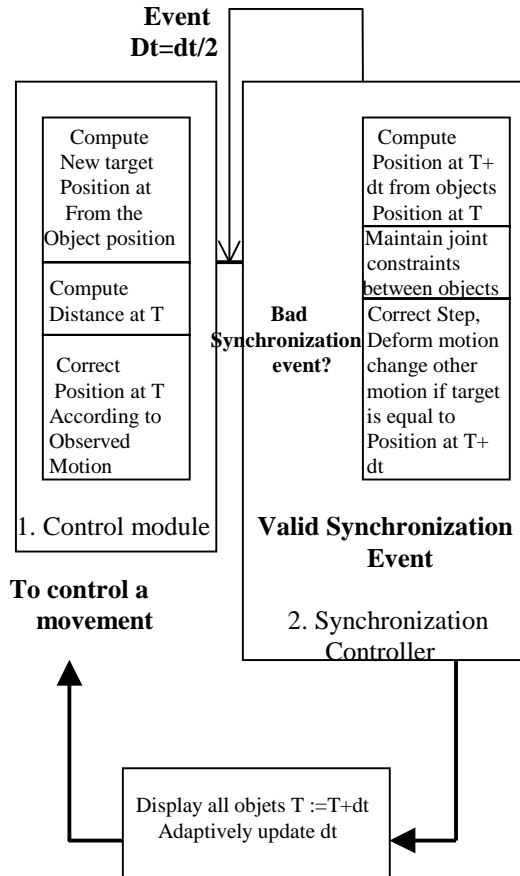 Event
Dt=dt/2
Compute
New target
Position at
From the
Object position
Compute
Distance at T
Correct
Position at T
According to
Observed
Motion
1. Control module
To control a
movement
Bad
Synchronization
event?
Compute
Position at T+
dt from objects
Position at T
Maintain joint
constraints
between objects
Correct Step,
Deform motion
change other
motion if target
is equal to
Position at T+
dt
Valid Synchronization
Event
2. Synchronization
Controller
Display all objets T :=T+dt
Adaptively update dt